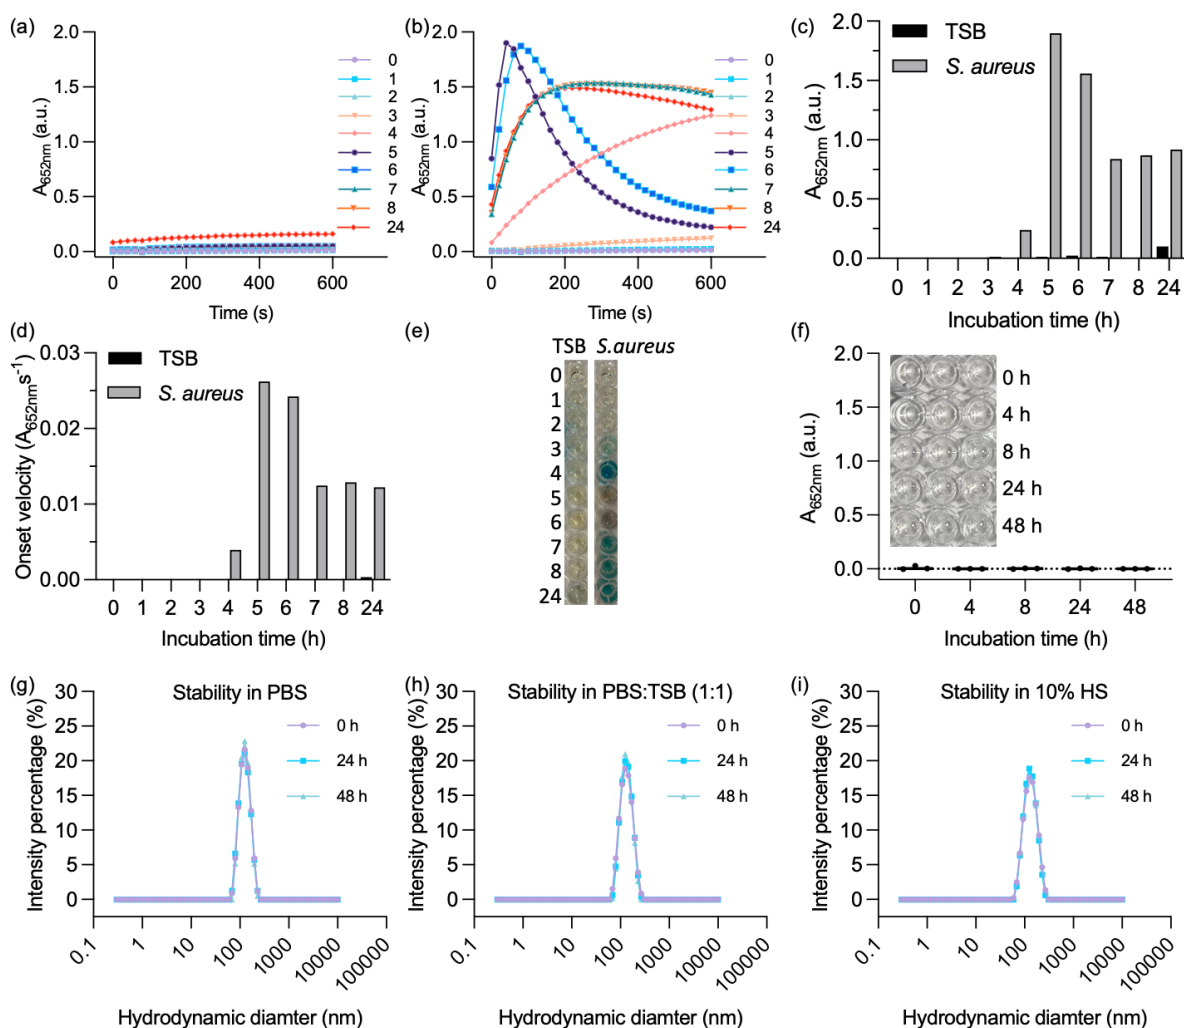 (a)
2.0
1.5
1.0
0.5
0.0
A652nm (a.u.)
0
200
400
600
Time (s)
0
1
2
3
4
5
6
7
8
24
(b)
2.0
1.5
1.0
0.5
0.0
A652nm (a.u.)
0
200
400
600
Time (s)
0
1
2
3
4
5
6
7
8
24
(c)
2.0
1.5
1.0
0.5
0.0
A652nm (a.u.)
TSB
S. aureus
0 1 2 3 4 5 6 7 8 24
Incubation time (h)
(d)
0.03
0.02
0.01
0.00
Onset velocity (A652nms-1)
TSB
S. aureus
0 1 2 3 4 5 6 7 8 24
Incubation time (h)
(e)
TSB S.aureus
0
1
2
3
4
5
6
7
8
24
(f)
2.0
1.5
1.0
0.5
0.0
A652nm (a.u.)
0 h
4 h
8 h
24 h
48 h
0 4 8 24 48
Incubation time (h)
(g)
Stability in PBS
30
25
20
15
10
5
0
Intensity percentage (%)
0 h
24 h
48 h
0.1
1
10
100
1000
10000
100000
Hydrodynamic diamter (nm)
(h)
Stability in PBS:TSB (1:1)
30
25
20
15
10
5
0
Intensity percentage (%)
0 h
24 h
48 h
0.1
1
10
100
1000
10000
100000
Hydrodynamic diamter (nm)
(i)
Stability in 10% HS
30
25
20
15
10
5
0
Intensity percentage (%)
0 h
24 h
48 h
0.1
1
10
100
1000
10000
100000
Hydrodynamic diamter (nm)